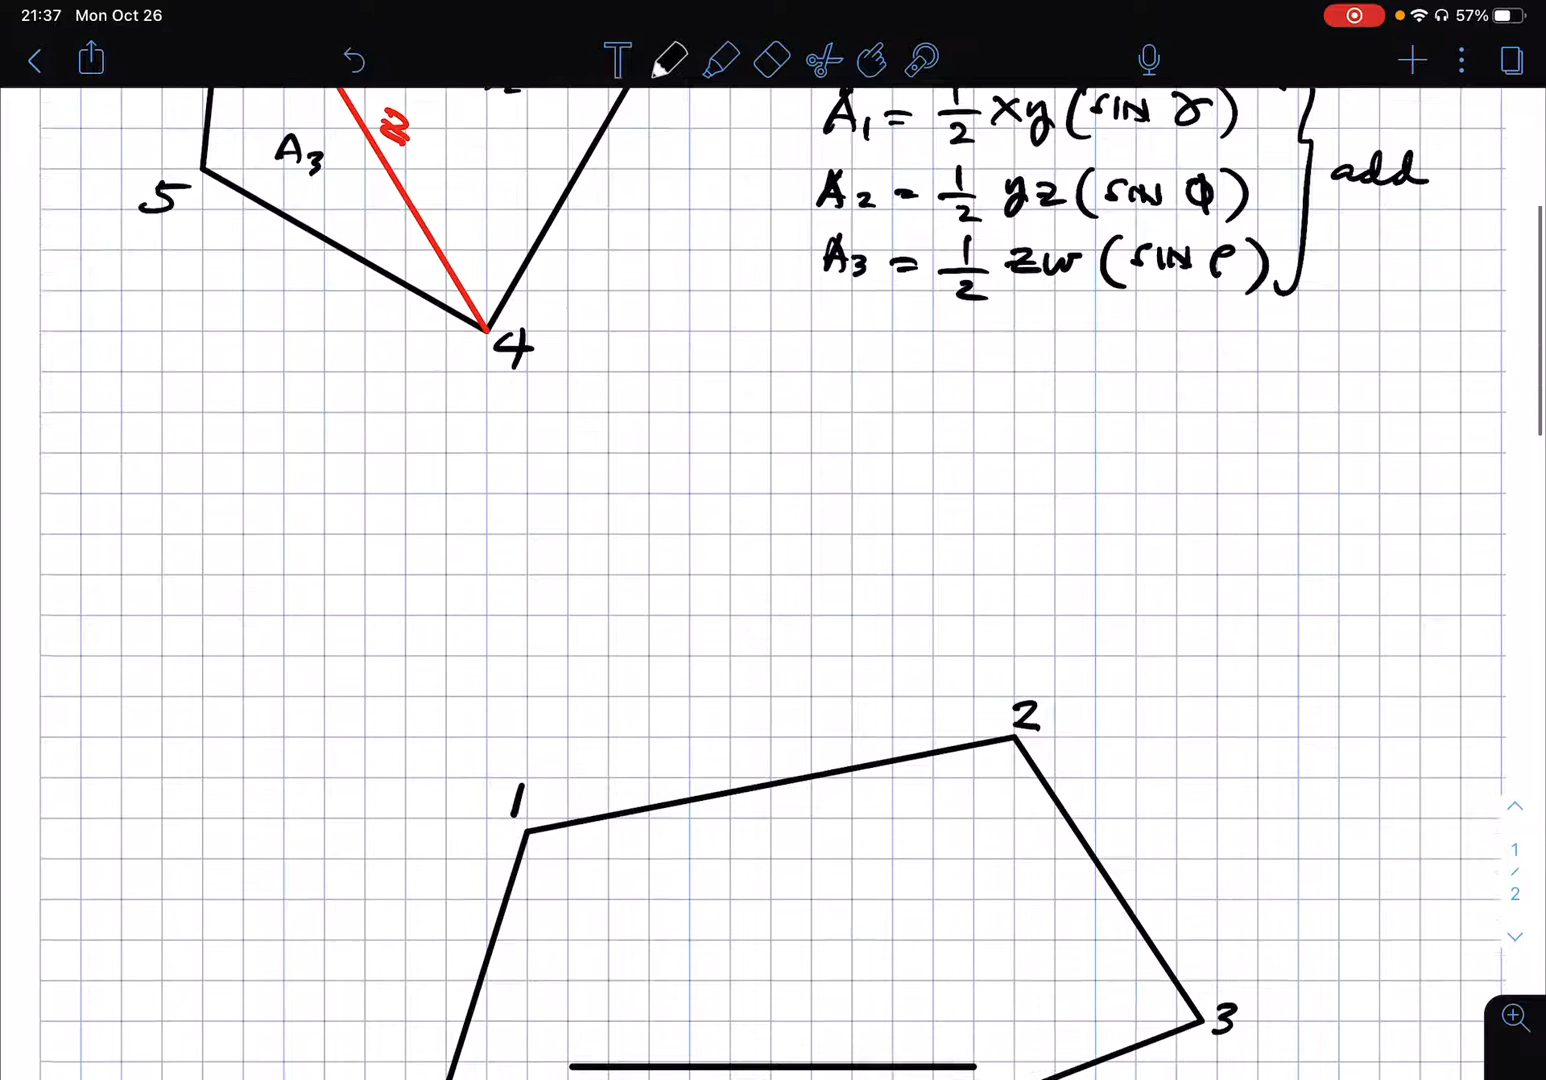 21:37 Mon Oct 26
57%
T
A₁ = 1/2 xy (sin γ)
A₂ = 1/2 yz (sin ϕ)
A₃ = 1/2 zw (sin ρ)
add
A₃
5
4
2
1
3
1
/
2